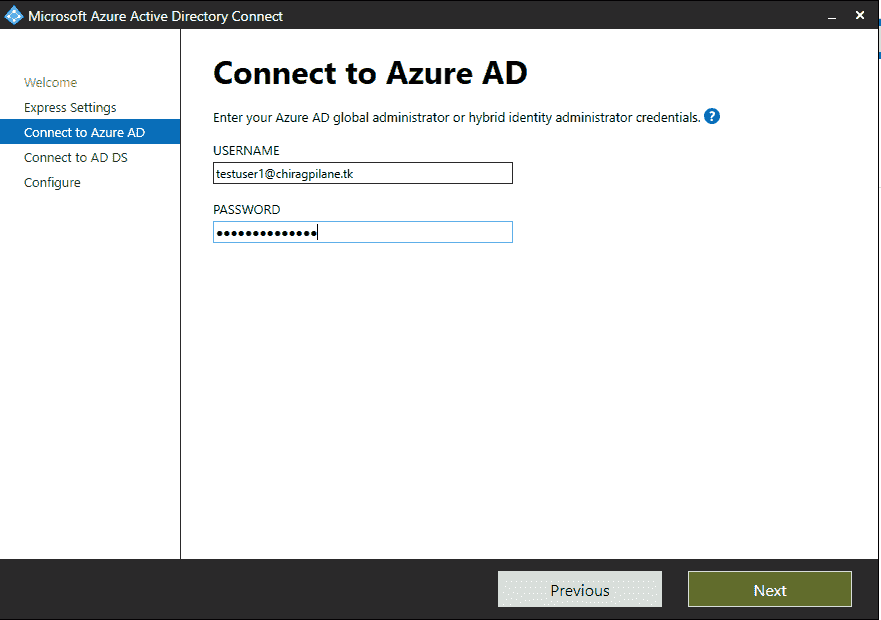 Microsoft Azure Active Directory Connect
Welcome
Express Settings
Connect to Azure AD
Connect to AD DS
Configure
Connect to Azure AD
Enter your Azure AD global administrator or hybrid identity administrator credentials. ?
USERNAME
testuser1@chiragpilane.tk
PASSWORD
●●●●●●●●●●●●●●
Previous
Next